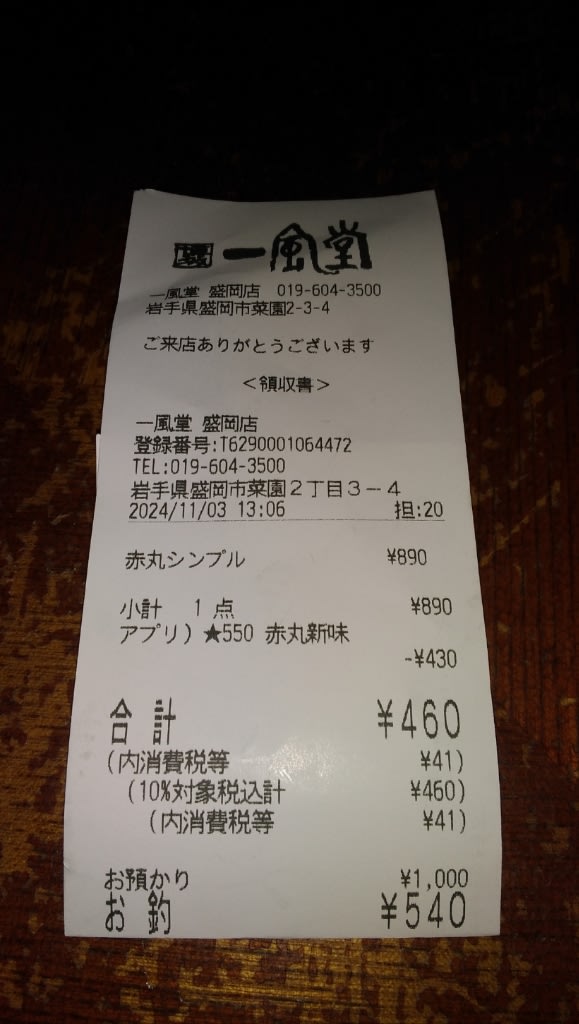 一風堂
一風堂 盛岡店 019-604-3500
岩手県盛岡市菜園2-3-4
ご来店ありがとうございます
<領収書>
一風堂 盛岡店
登録番号:T6290001064472
TEL:019-604-3500
岩手県盛岡市菜園2丁目3-4
2024/11/03 13:06 担:20
赤丸シンプル ¥890
小計 1点 ¥890
アプリ)★550 赤丸新味
-¥430
合計 ¥460
(内消費税等 ¥41)
(10%対象税込計 ¥460)
(内消費税等 ¥41)
お預かり ¥1,000
お釣 ¥540